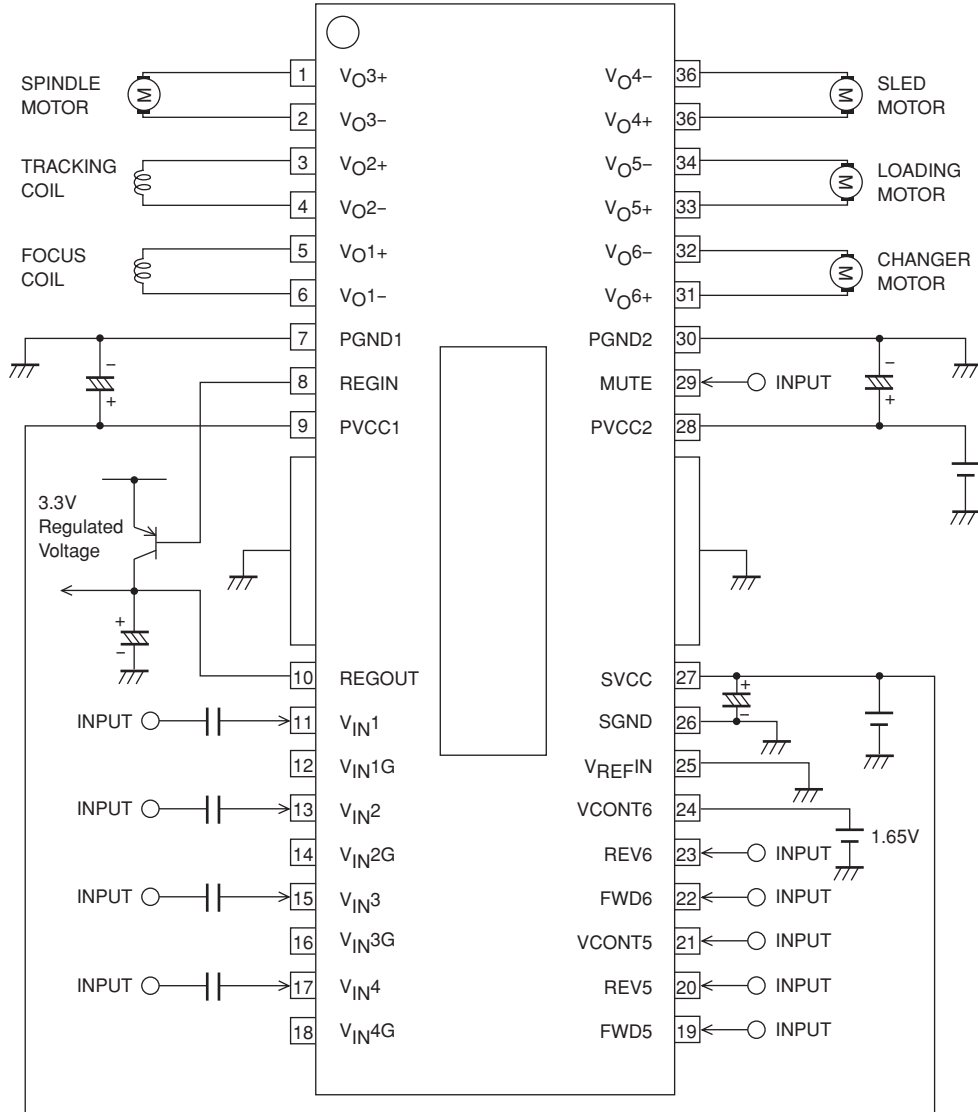 1 VO3+
SPINDLE
MOTOR
M
2 VO3-
3 VO2+
TRACKING
COIL
4 VO2-
5 VO1+
FOCUS
COIL
6 VO1-
7 PGND1
-
+
8 REGIN
9 PVCC1
3.3V
Regulated
Voltage
+
-
10 REGOUT
INPUT 11 VIN1
12 VIN1G
INPUT 13 VIN2
14 VIN2G
INPUT 15 VIN3
16 VIN3G
INPUT 17 VIN4
18 VIN4G
VO4- 36
SLED
MOTOR
M
VO4+ 36
VO5- 34
LOADING
MOTOR
M
VO5+ 33
VO6- 32
CHANGER
MOTOR
M
VO6+ 31
PGND2 30
-
+
MUTE 29 INPUT
PVCC2 28
SVCC 27
+
-
SGND 26
VREFIN 25
VCONT6 24
1.65V
REV6 23 INPUT
FWD6 22 INPUT
VCONT5 21 INPUT
REV5 20 INPUT
FWD5 19 INPUT